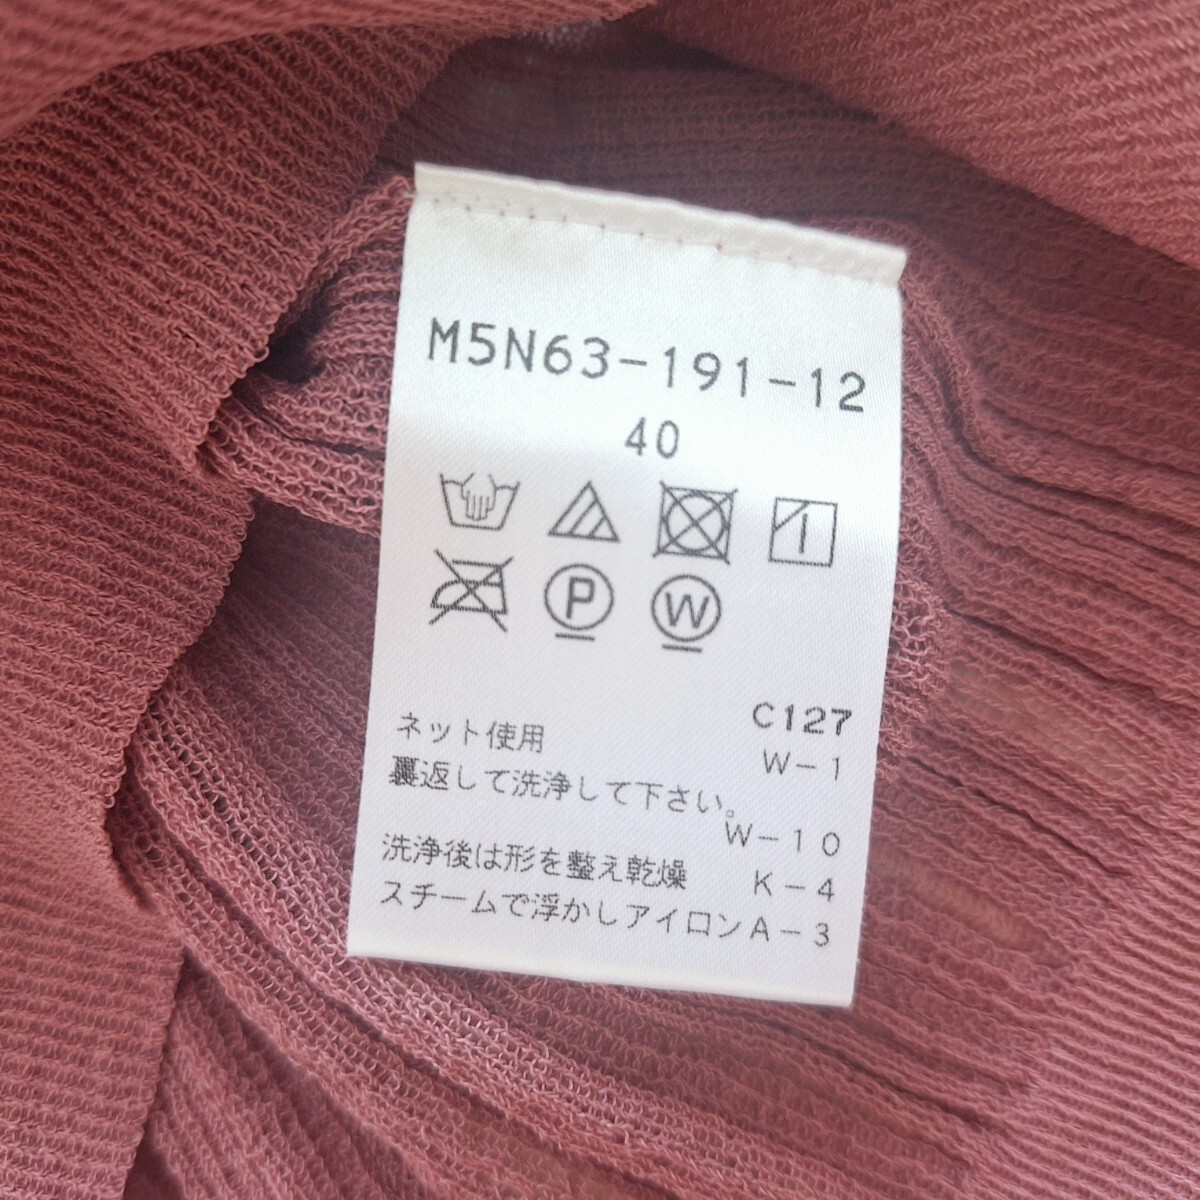 M5N63-191-12
40
P W
C127
ネット使用 W-1
裏返して洗浄して下さい。
W-10
洗浄後は形を整え乾燥 K-4
スチームで浮かしアイロン A-3